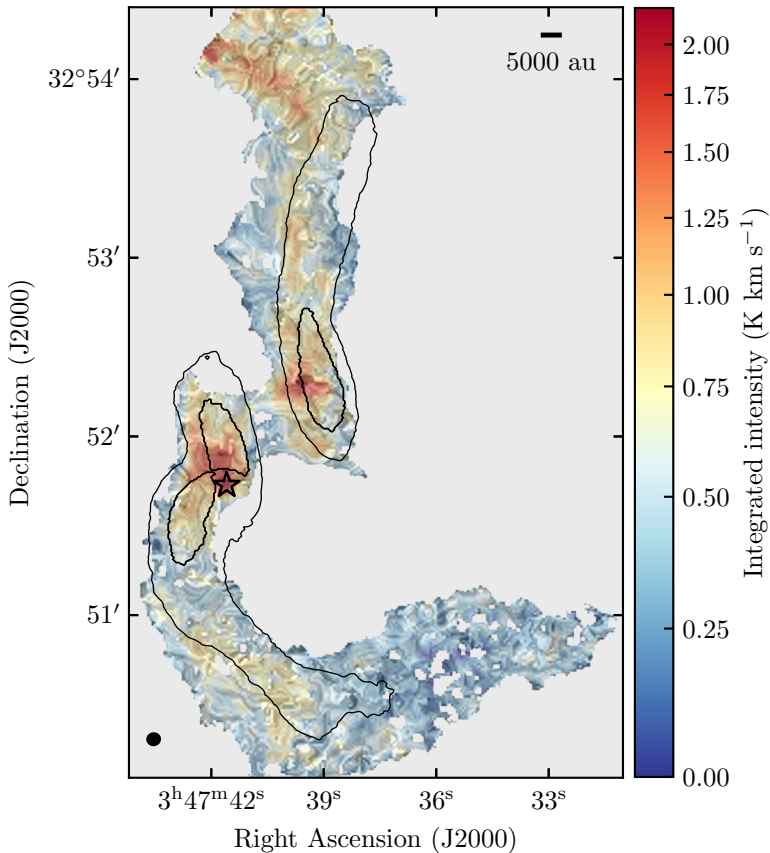 5000 au
32°54′
53′
52′
51′
3ʰ47ᵐ42ˢ 39ˢ 36ˢ 33ˢ
Right Ascension (J2000)
Declination (J2000)
2.00
1.75
1.50
1.25
1.00
0.75
0.50
0.25
0.00
Integrated intensity (K km s⁻¹)